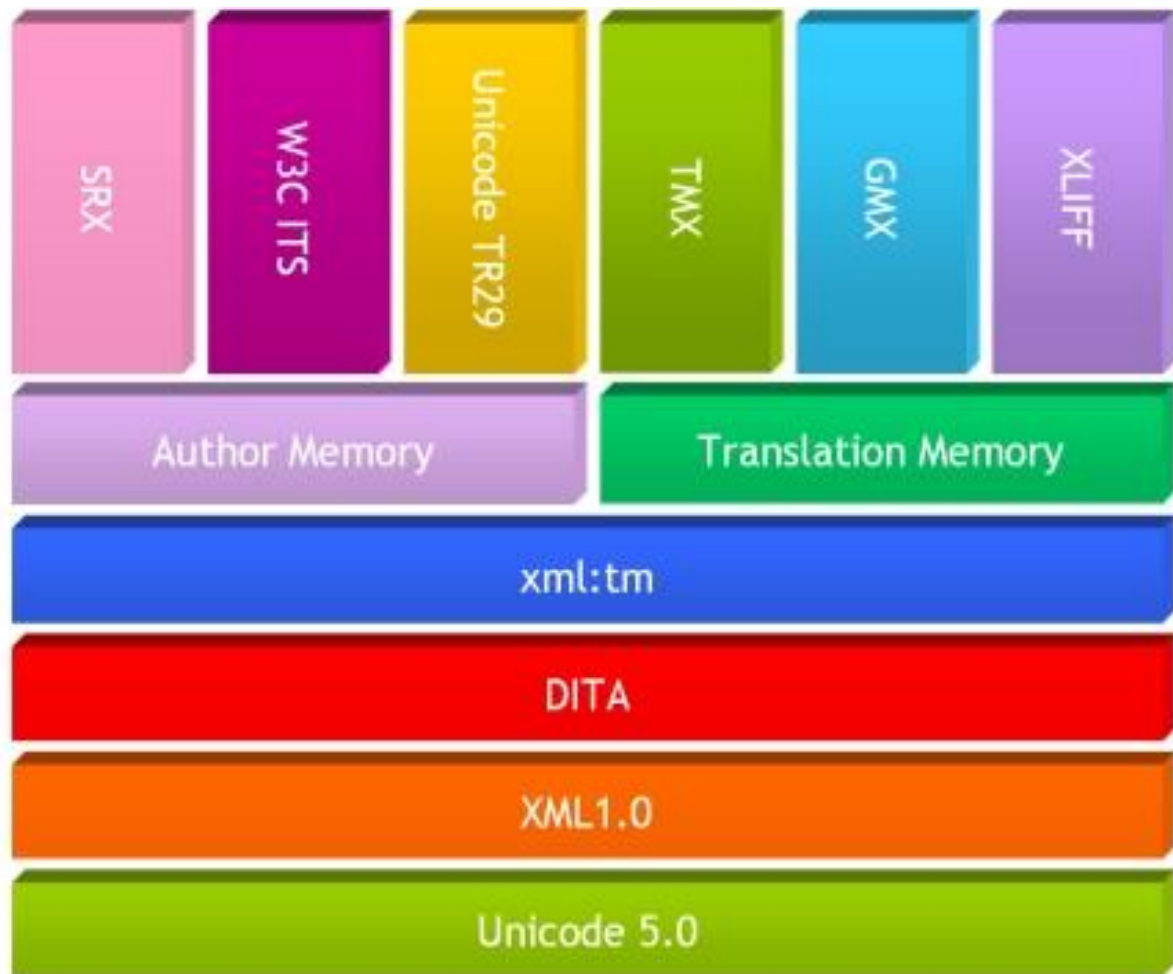 SRX
W3C ITS
Unicode TR29
TMX
GMX
XLIFF
Author Memory
Translation Memory
xml:tm
DITA
XML1.0
Unicode 5.0